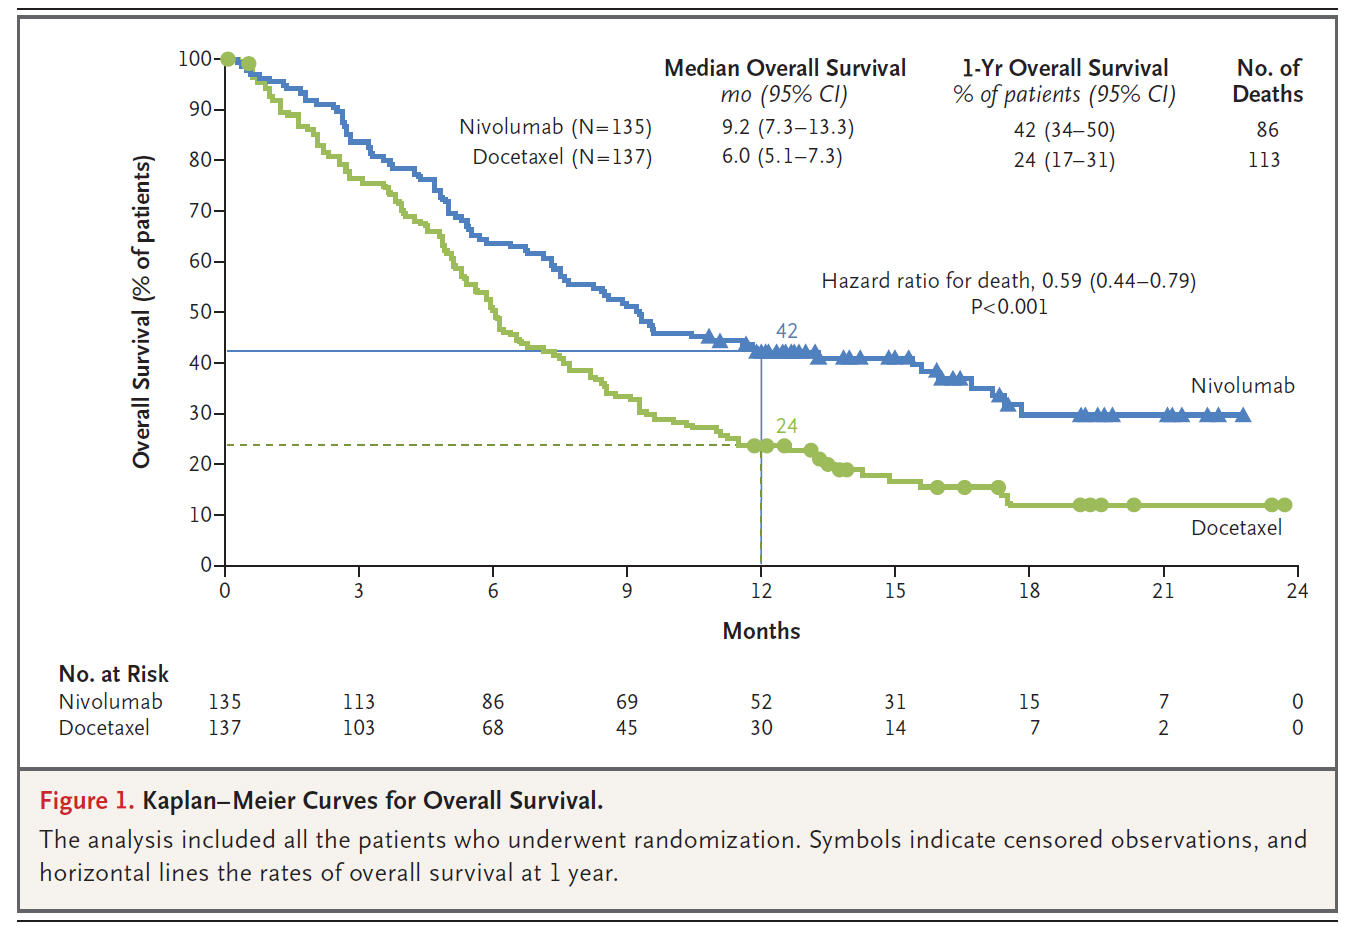 Median Overall Survival 1-Yr Overall Survival No. of
mo (95% CI) % of patients (95% CI) Deaths
Nivolumab (N=135) 9.2 (7.3–13.3) 42 (34–50) 86
Docetaxel (N=137) 6.0 (5.1–7.3) 24 (17–31) 113
Hazard ratio for death, 0.59 (0.44–0.79)
P<0.001
Overall Survival (% of patients)
100
90
80
70
60
50
40
30
20
10
0
42
24
Nivolumab
Docetaxel
0 3 6 9 12 15 18 21 24
Months
No. at Risk
Nivolumab 135 113 86 69 52 31 15 7 0
Docetaxel 137 103 68 45 30 14 7 2 0
Figure 1. Kaplan–Meier Curves for Overall Survival.
The analysis included all the patients who underwent randomization. Symbols indicate censored observations, and
horizontal lines the rates of overall survival at 1 year.